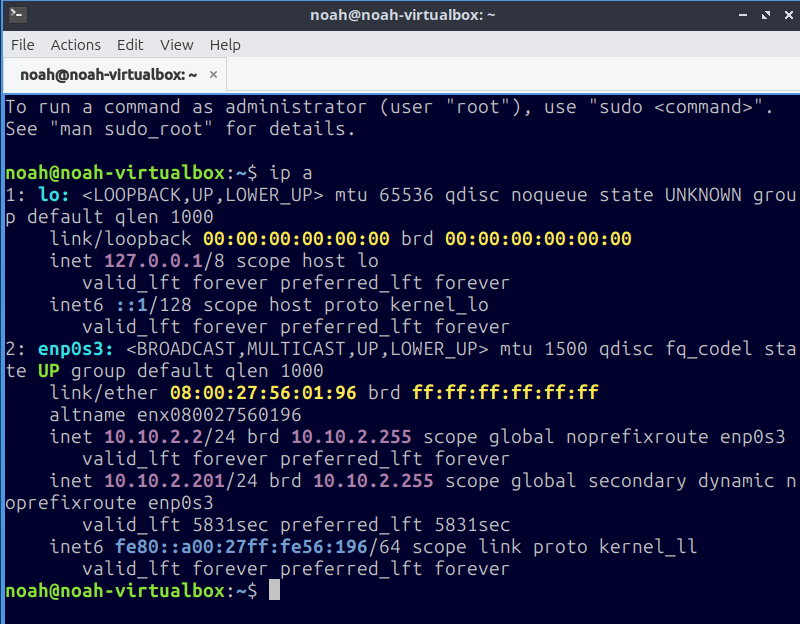 noah@noah-virtualbox: ~
File Actions Edit View Help
noah@noah-virtualbox: ~ ×
To run a command as administrator (user "root"), use "sudo <command>".
See "man sudo_root" for details.
noah@noah-virtualbox:~$ ip a
1: lo: <LOOPBACK,UP,LOWER_UP> mtu 65536 qdisc noqueue state UNKNOWN grou
p default qlen 1000
    link/loopback 00:00:00:00:00:00 brd 00:00:00:00:00:00
    inet 127.0.0.1/8 scope host lo
       valid_lft forever preferred_lft forever
    inet6 ::1/128 scope host proto kernel_lo
       valid_lft forever preferred_lft forever
2: enp0s3: <BROADCAST,MULTICAST,UP,LOWER_UP> mtu 1500 qdisc fq_codel sta
te UP group default qlen 1000
    link/ether 08:00:27:56:01:96 brd ff:ff:ff:ff:ff:ff
    altname enx080027560196
    inet 10.10.2.2/24 brd 10.10.2.255 scope global noprefixroute enp0s3
       valid_lft forever preferred_lft forever
    inet 10.10.2.201/24 brd 10.10.2.255 scope global secondary dynamic n
oprefixroute enp0s3
       valid_lft 5831sec preferred_lft 5831sec
    inet6 fe80::a00:27ff:fe56:196/64 scope link proto kernel_ll
       valid_lft forever preferred_lft forever
noah@noah-virtualbox:~$